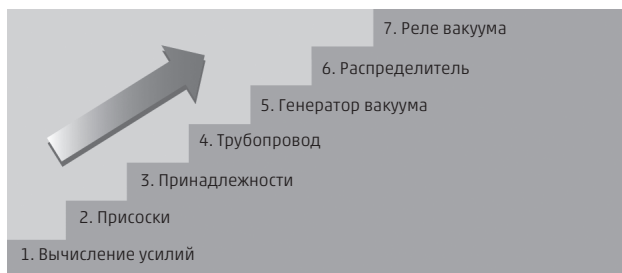 7. Реле вакуума
6. Распределитель
5. Генератор вакуума
4. Трубопровод
3. Принадлежности
2. Присоски
1. Вычисление усилий